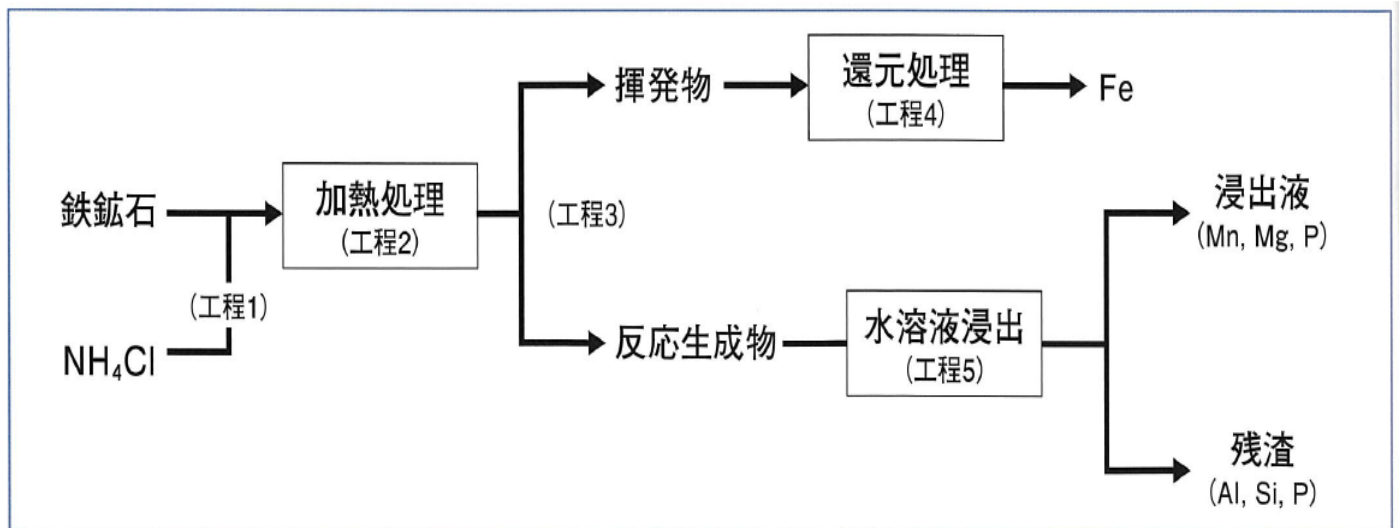 鉄鉱石
NH₄Cl
(工程1)
加熱処理
(工程2)
(工程3)
揮発物
還元処理
(工程4)
Fe
反応生成物
水溶液浸出
(工程5)
浸出液
(Mn, Mg, P)
残渣
(Al, Si, P)